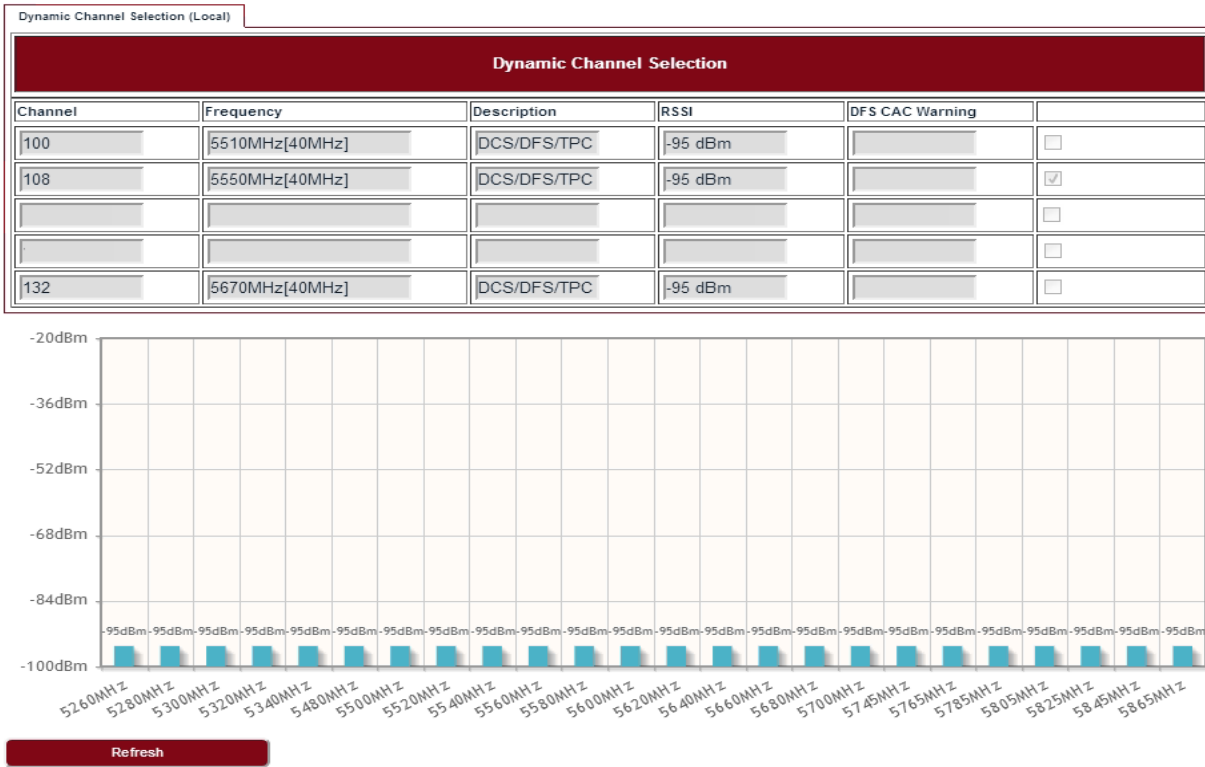 Dynamic Channel Selection (Local)
Dynamic Channel Selection
Channel Frequency Description RSSI DFS CAC Warning
100 5510MHz[40MHz] DCS/DFS/TPC -95 dBm
108 5550MHz[40MHz] DCS/DFS/TPC -95 dBm
132 5670MHz[40MHz] DCS/DFS/TPC -95 dBm
-20dBm
-36dBm
-52dBm
-68dBm
-84dBm
-95dBm -95dBm -95dBm -95dBm -95dBm -95dBm -95dBm -95dBm -95dBm -95dBm -95dBm -95dBm -95dBm -95dBm -95dBm -95dBm -95dBm -95dBm -95dBm -95dBm -95dBm -95dBm -95dBm -95dBm
-100dBm
5260MHz 5280MHz 5300MHz 5320MHz 5340MHz 5480MHz 5500MHz 5520MHz 5540MHz 5560MHz 5580MHz 5600MHz 5620MHz 5640MHz 5660MHz 5680MHz 5700MHz 5745MHz 5765MHz 5785MHz 5805MHz 5825MHz 5845MHz 5865MHz
Refresh